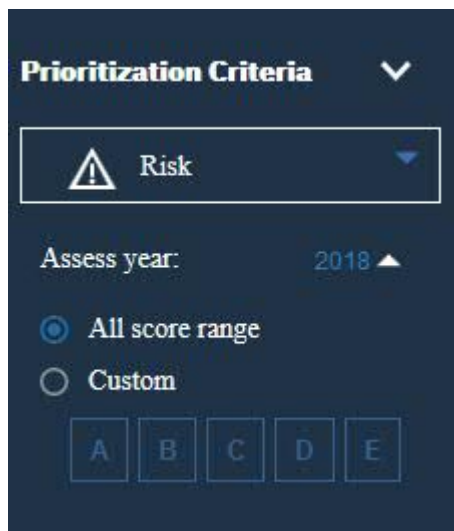 Prioritization Criteria
Risk
Assess year: 2018
All score range
Custom
A B C D E